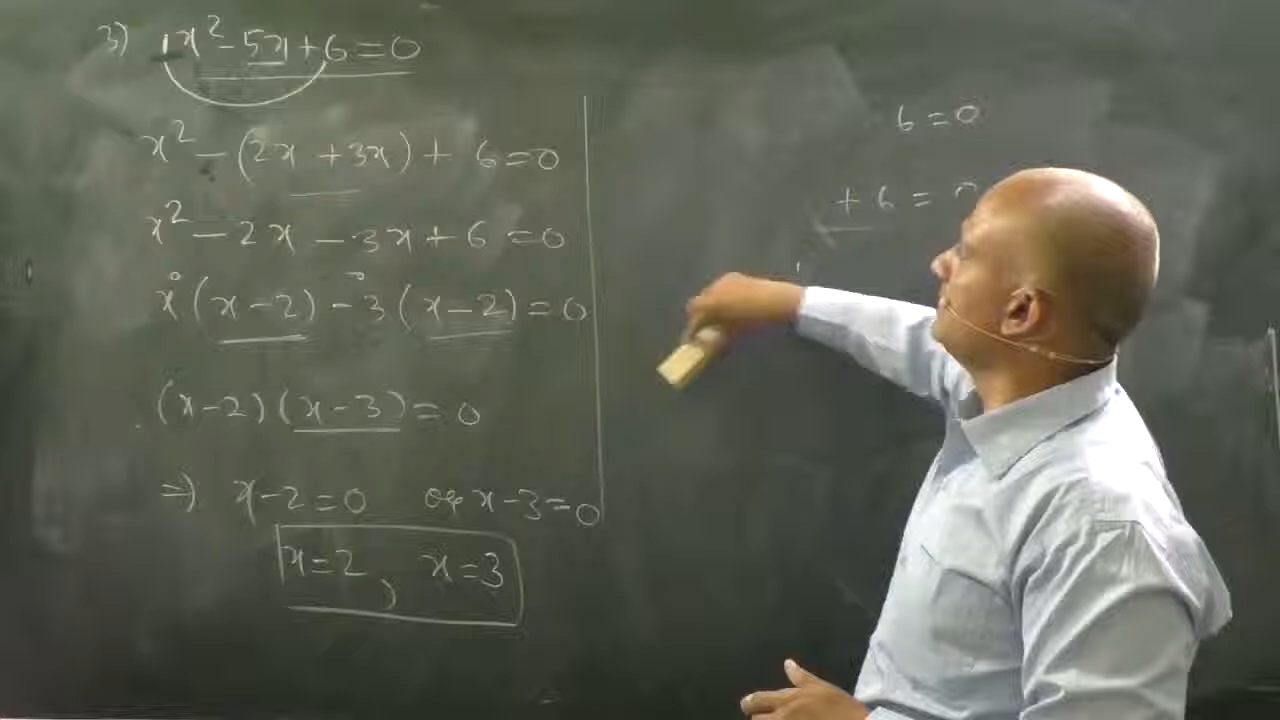 3) 1x² - 5x + 6 = 0
x² - (2x + 3x) + 6 = 0
x² - 2x - 3x + 6 = 0
x(x-2) - 3(x-2) = 0
(x-2)(x-3) = 0
⇒) x-2 = 0 or x-3 = 0
x = 2, x = 3
6 = 0
+ 6 =